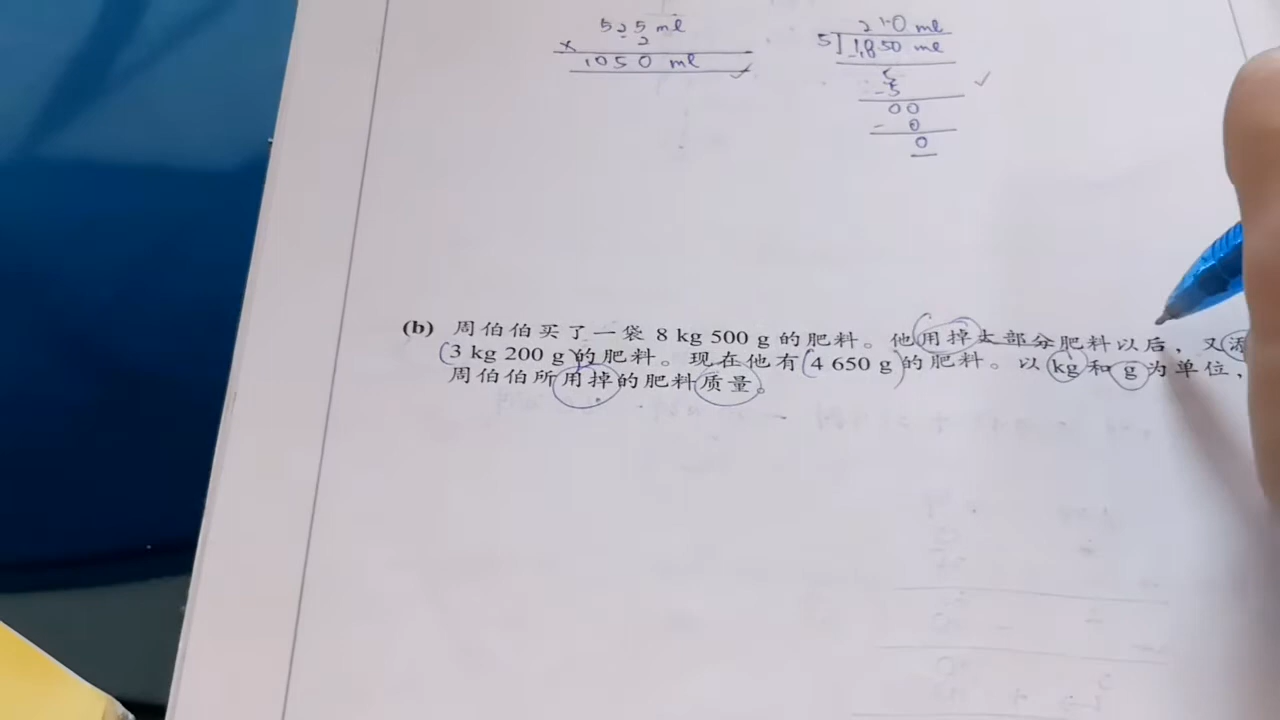 525 ml
× 2
1050 ml
210 ml
5 1,050 ml
- 5
00
- 0
0
(b) 周伯伯买了一袋 8 kg 500 g 的肥料。他用掉大部分肥料以后，又添
3 kg 200 g 的肥料。现在他有 4 650 g 的肥料。以 kg 和 g 为单位，
周伯伯所用掉的肥料质量。